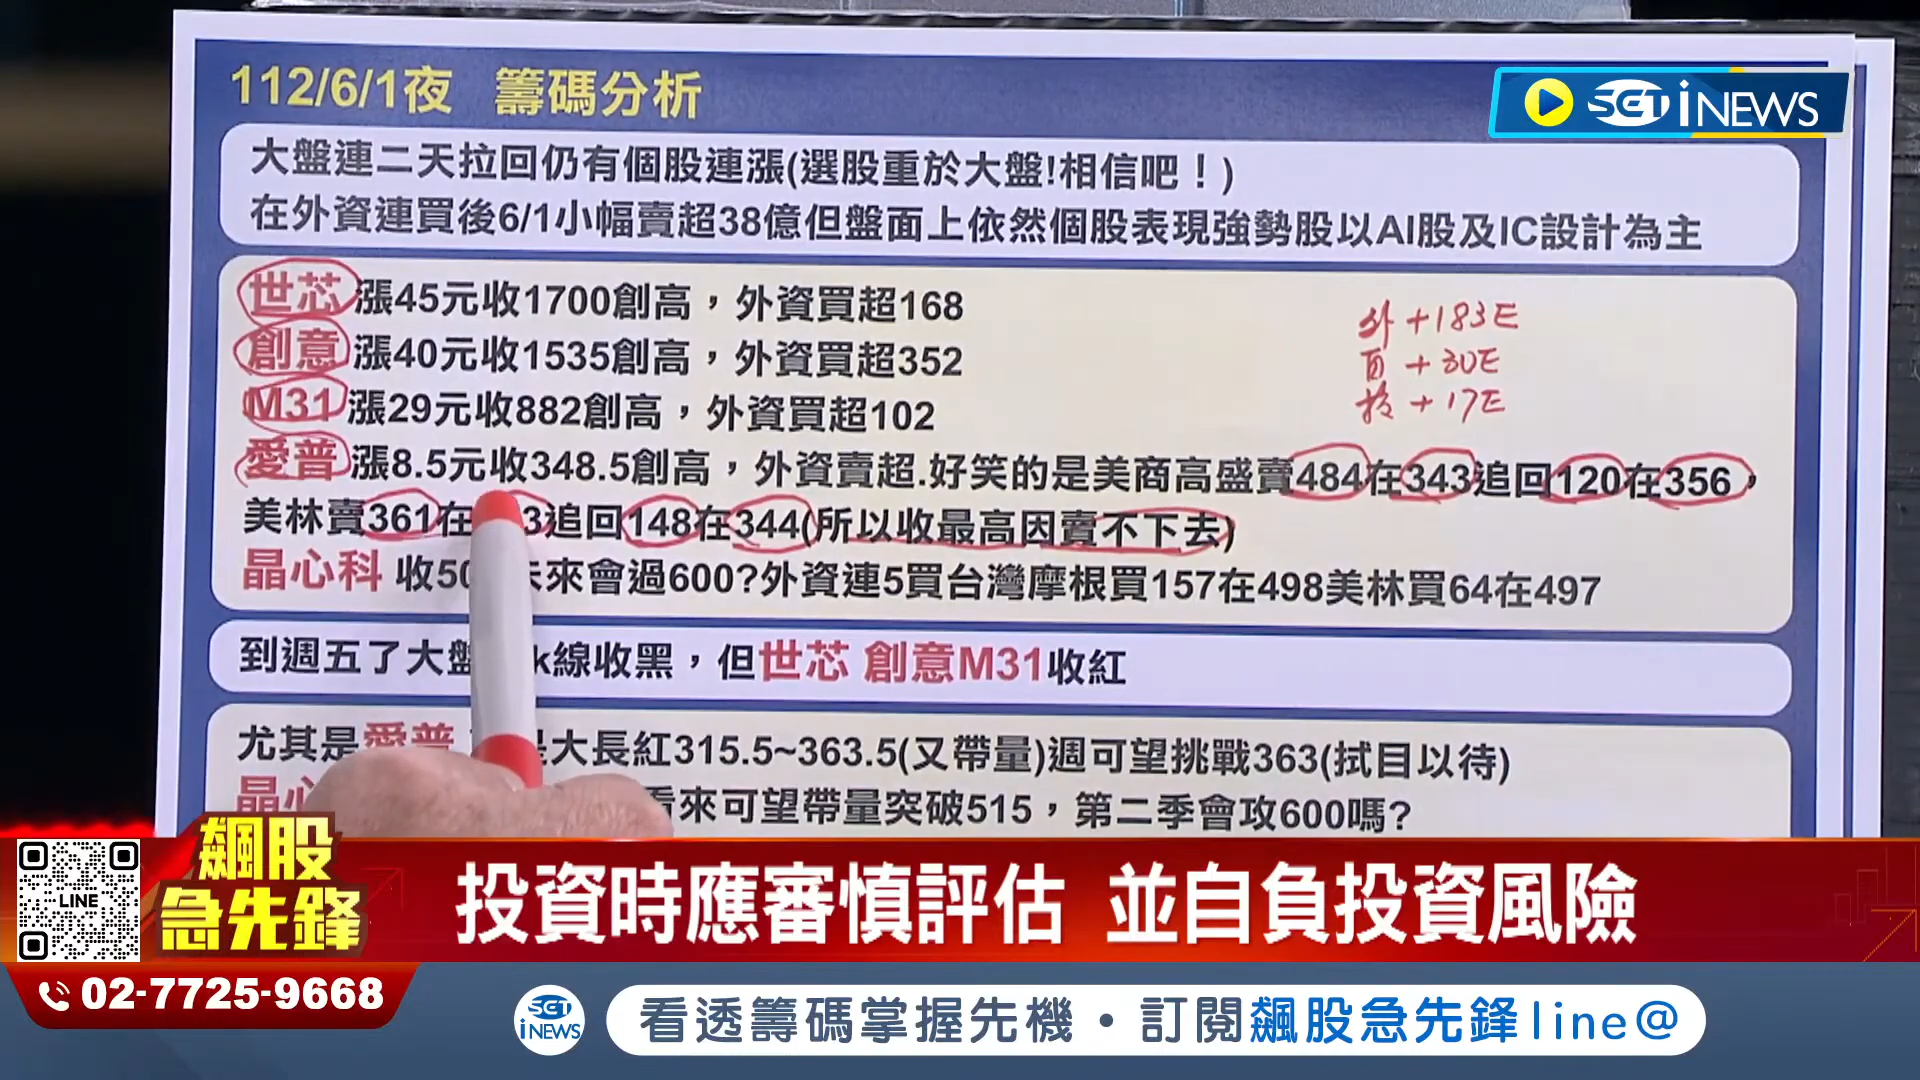 112/6/1夜 籌碼分析
SET iNEWS
大盤連二天拉回仍有個股連漲(選股重於大盤!相信吧!)
在外資連買後6/1小幅賣超38億但盤面上依然個股表現強勢股以AI股及IC設計為主
世芯漲45元收1700創高,外資買超168
創意漲40元收1535創高,外資買超352
M31漲29元收882創高,外資買超102
外+183E
+30E
+17E
愛普漲8.5元收348.5創高,外資賣超.好笑的是美商高盛賣484在343追回120在356,
美林賣361在 3追回148在344(所以收最高因賣不下去)
晶心科 收50 未來會過600?外資連5買台灣摩根買157在498美林買64在497
到週五了大盤 k線收黑,但世芯 創意M31收紅
尤其是愛普 是大長紅315.5~363.5(又帶量)週可望挑戰363(拭目以待)
晶心 看來可望帶量突破515,第二季會攻600嗎?
LINE
飆股
急先鋒
投資時應審慎評估 並自負投資風險
02-7725-9668
SET iNEWS
看透籌碼掌握先機•訂閱飆股急先鋒line@